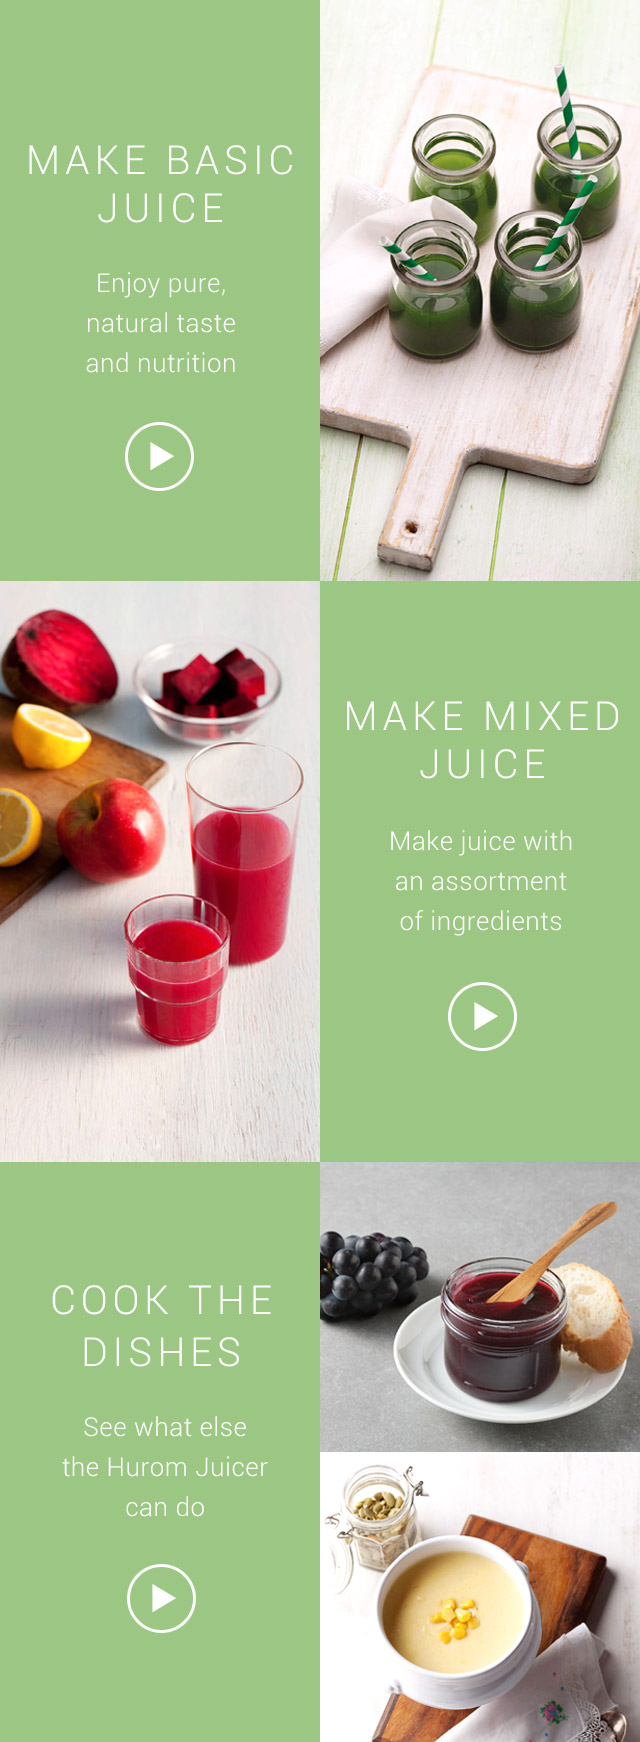 MAKE BASIC
JUICE
Enjoy pure,
natural taste
and nutrition
MAKE MIXED
JUICE
Make juice with
an assortment
of ingredients
COOK THE
DISHES
See what else
the Hurom Juicer
can do